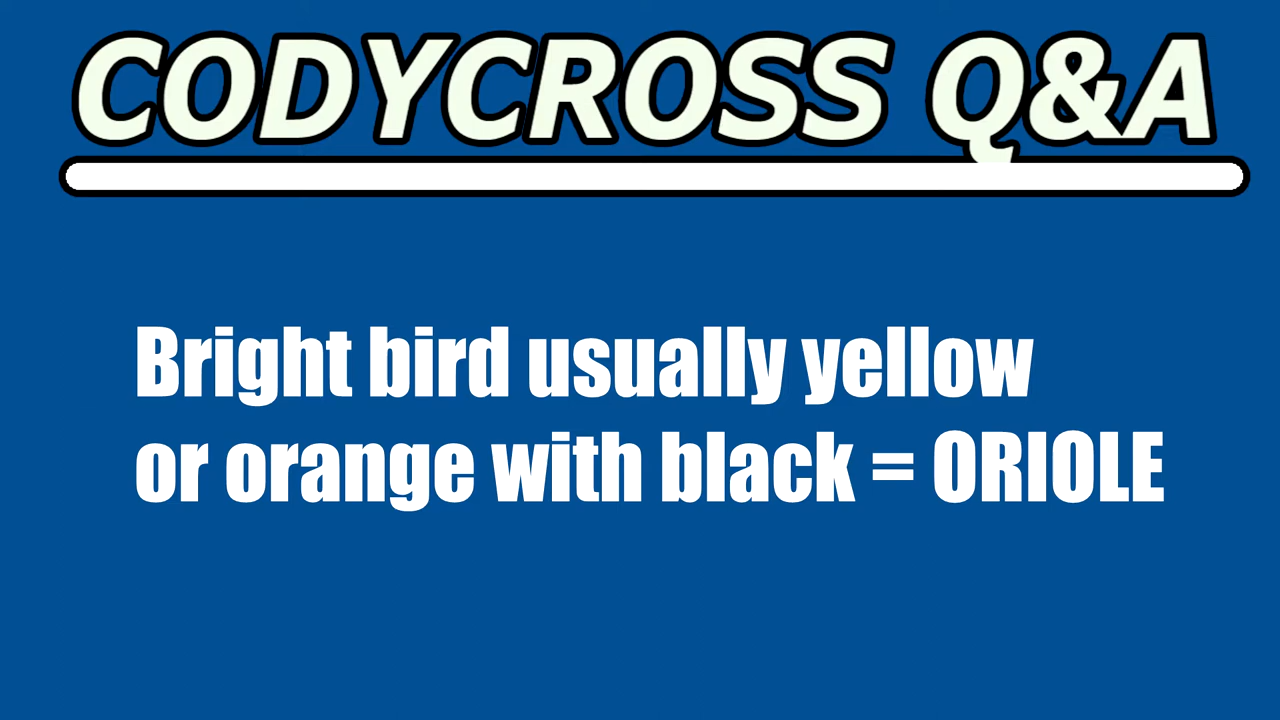 CODYCROSS Q&A
Bright bird usually yellow
or orange with black = ORIOLE